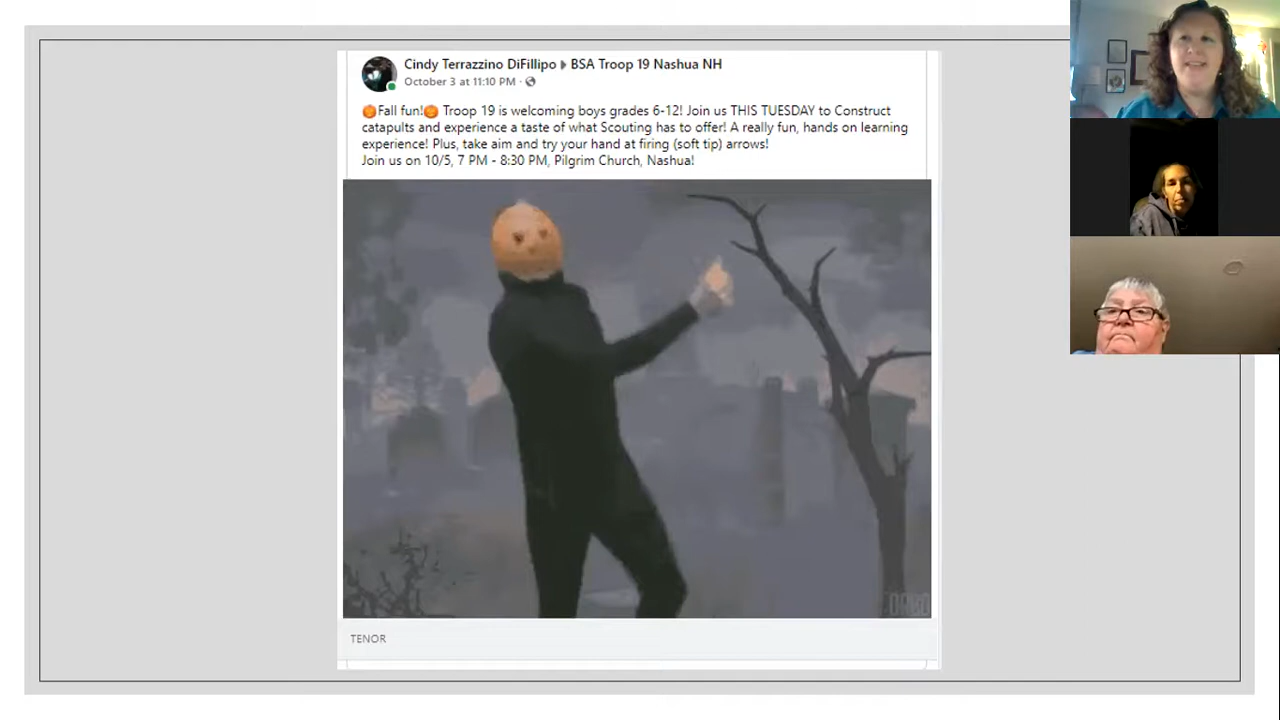 Cindy Terrazzino DiFillipo ▸ BSA Troop 19 Nashua NH
October 3 at 11:10 PM ·
🎃Fall fun!🎃 Troop 19 is welcoming boys grades 6-12! Join us THIS TUESDAY to Construct
catapults and experience a taste of what Scouting has to offer! A really fun, hands on learning
experience! Plus, take aim and try your hand at firing (soft tip) arrows!
Join us on 10/5, 7 PM - 8:30 PM, Pilgrim Church, Nashua!
TENOR